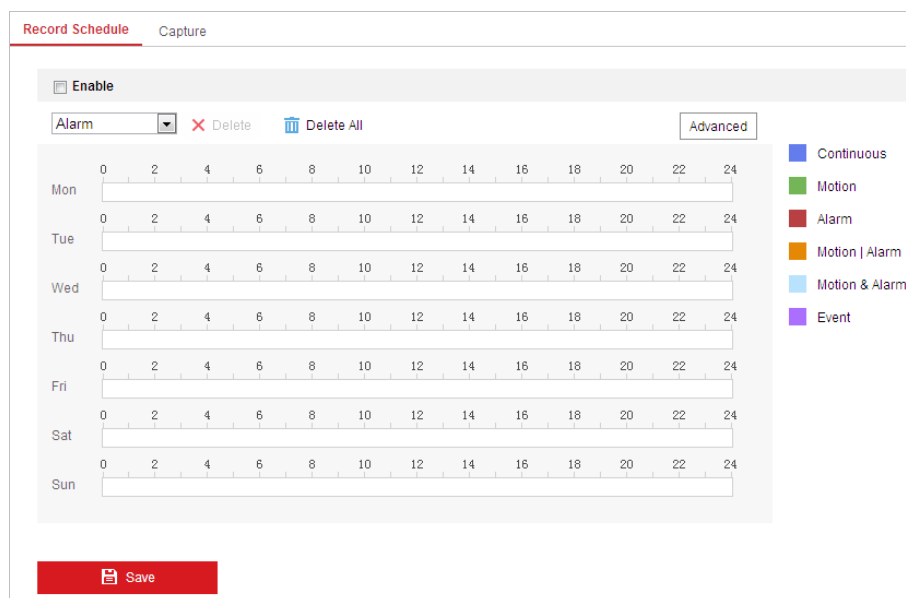 Record Schedule Capture
Enable
Alarm Delete Delete All Advanced
Continuous
0 2 4 6 8 10 12 14 16 18 20 22 24
Mon
Motion
0 2 4 6 8 10 12 14 16 18 20 22 24
Alarm
Tue
Motion | Alarm
0 2 4 6 8 10 12 14 16 18 20 22 24
Wed
Motion & Alarm
0 2 4 6 8 10 12 14 16 18 20 22 24
Event
Thu
0 2 4 6 8 10 12 14 16 18 20 22 24
Fri
0 2 4 6 8 10 12 14 16 18 20 22 24
Sat
0 2 4 6 8 10 12 14 16 18 20 22 24
Sun
Save